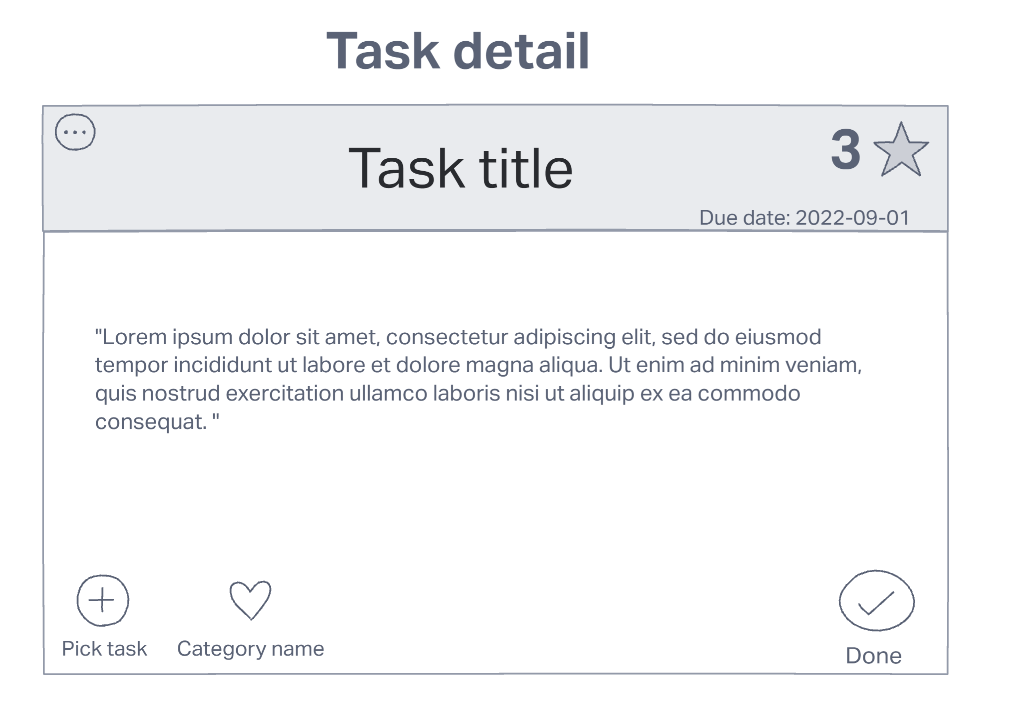 Task detail
Task title
3
Due date: 2022-09-01
"Lorem ipsum dolor sit amet, consectetur adipiscing elit, sed do eiusmod
tempor incididunt ut labore et dolore magna aliqua. Ut enim ad minim veniam,
quis nostrud exercitation ullamco laboris nisi ut aliquip ex ea commodo
consequat. "
Pick task
Category name
Done